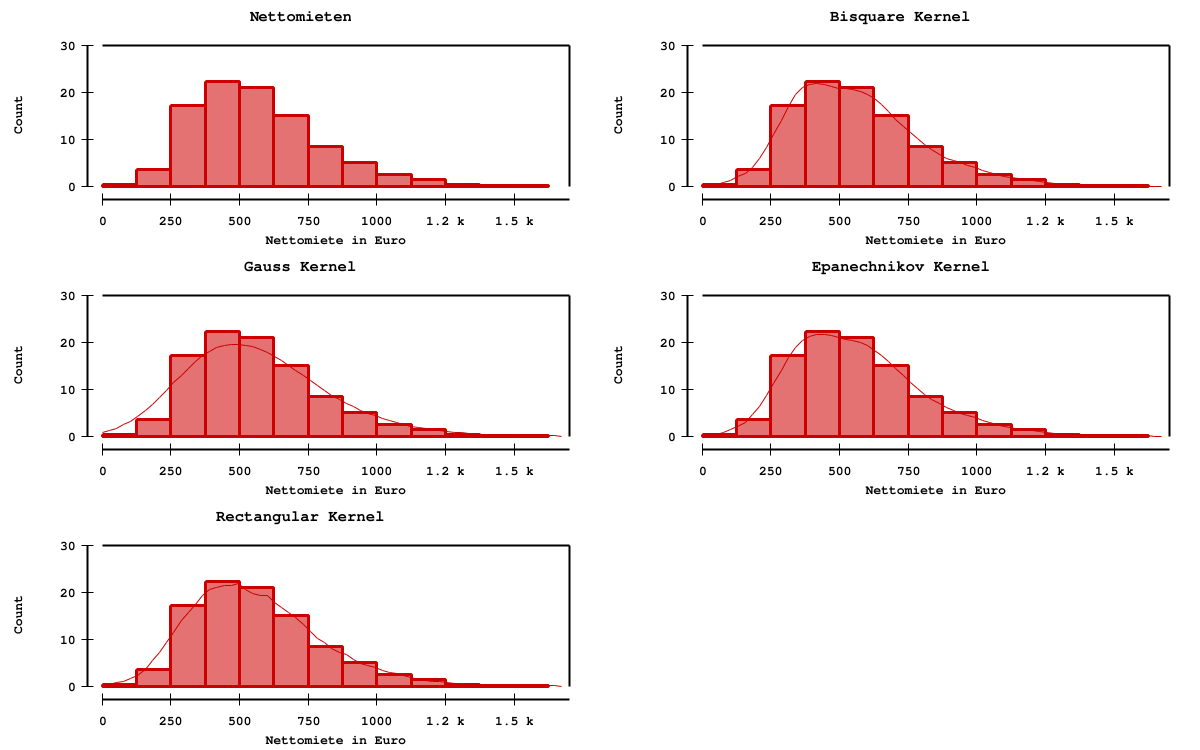 Nettomieten
30
20
10
0
Count
0 250 500 750 1000 1.2 k 1.5 k
Nettomiete in Euro
Bisquare Kernel
30
20
10
0
Count
0 250 500 750 1000 1.2 k 1.5 k
Nettomiete in Euro
Gauss Kernel
30
20
10
0
Count
0 250 500 750 1000 1.2 k 1.5 k
Nettomiete in Euro
Epanechnikov Kernel
30
20
10
0
Count
0 250 500 750 1000 1.2 k 1.5 k
Nettomiete in Euro
Rectangular Kernel
30
20
10
0
Count
0 250 500 750 1000 1.2 k 1.5 k
Nettomiete in Euro